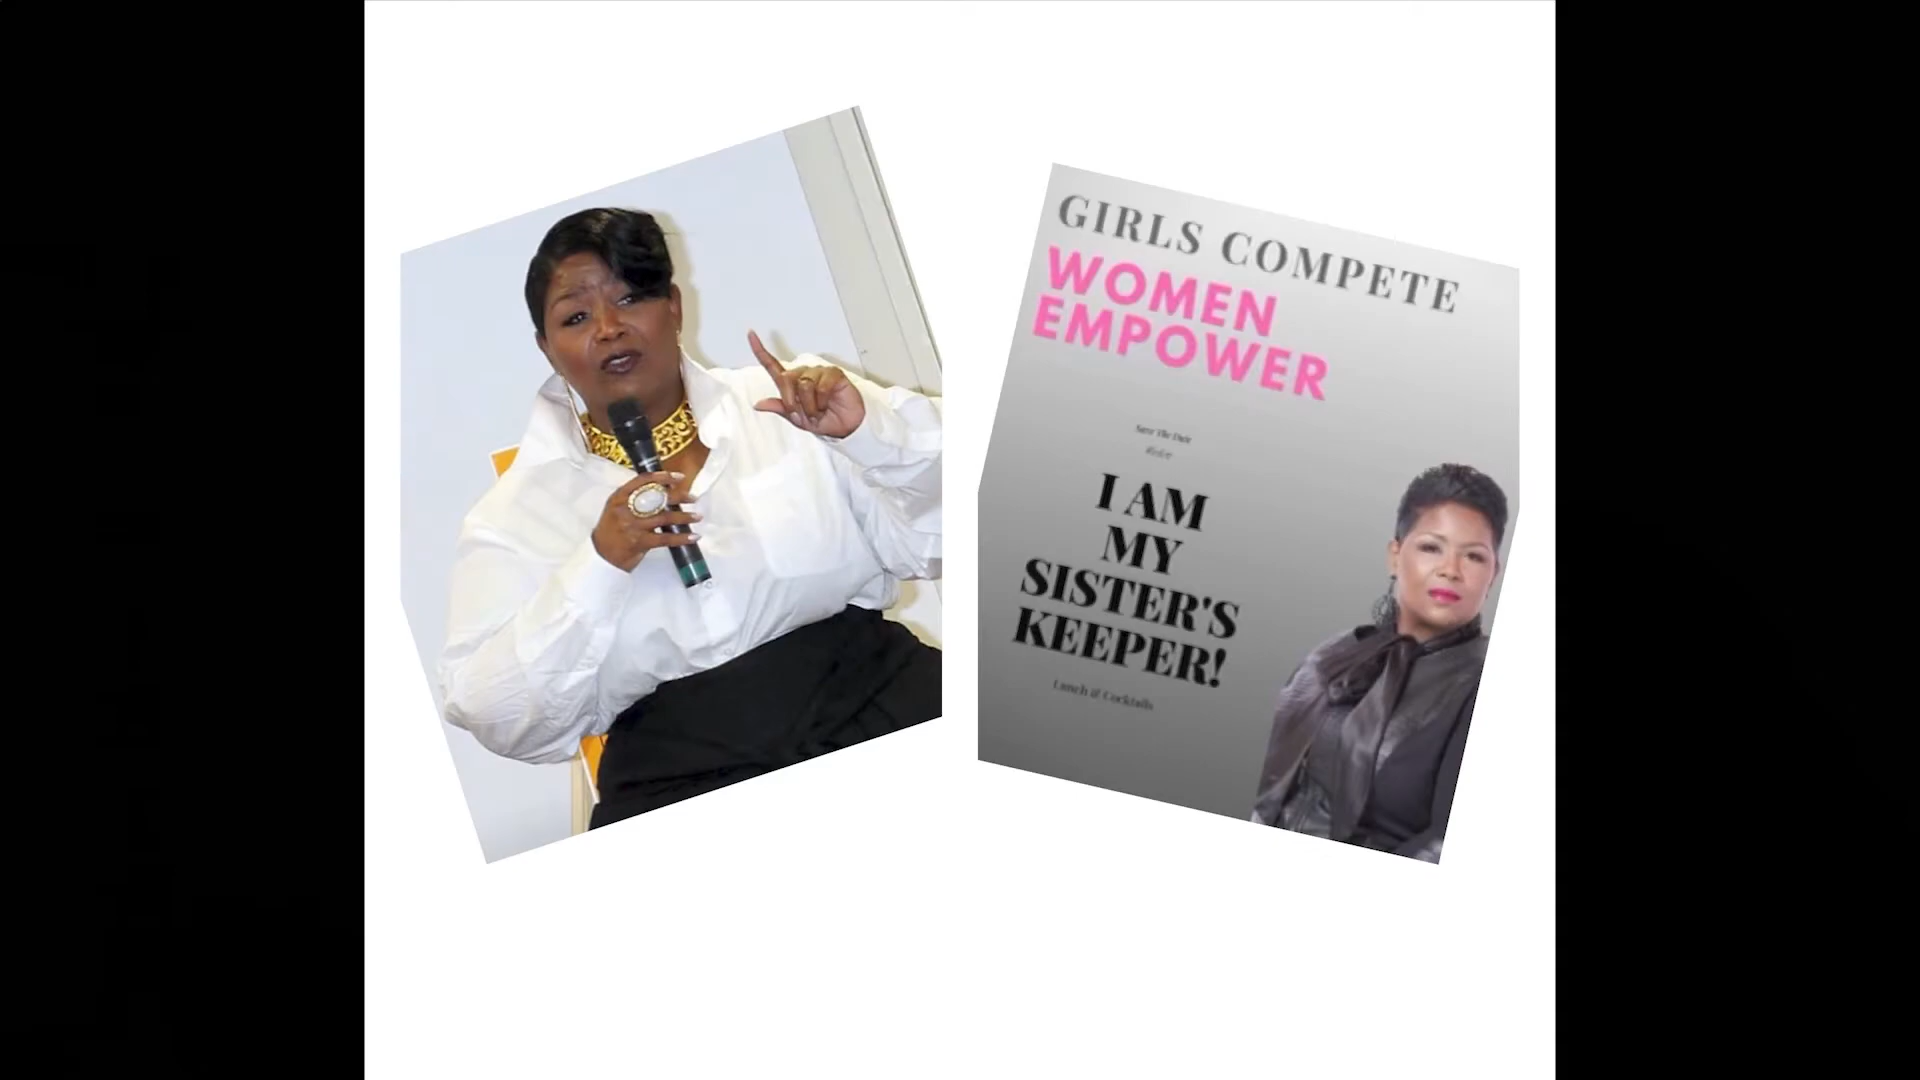 GIRLS COMPETE
WOMEN
EMPOWER
Save The Date
I AM
MY
SISTER'S
KEEPER!
Lunch & Cocktails